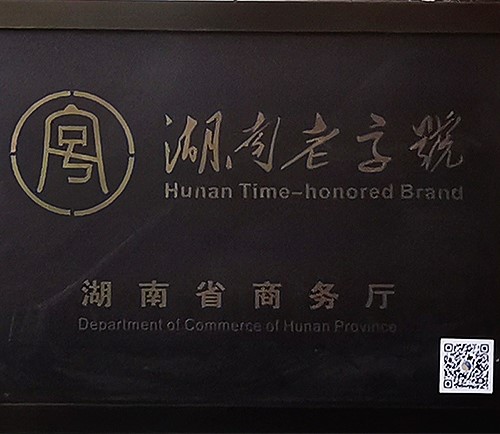 湖南老字號
Hunan Time-honored Brand
湖南省商务厅
Department of Commerce of Hunan Province